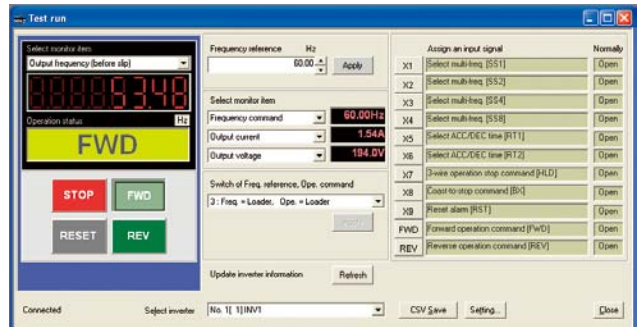 Test run
Select monitor item
Output frequency (before slip)
53.48
Operation status
Hz
FWD
STOP
FWD
RESET
REV
Frequency reference Hz
60.00
Apply
Select monitor item
Frequency command 60.00Hz
Output current 1.54A
Output voltage 194.0V
Switch of Freq. reference, Ope. command
3 : Freq. = Loader, Ope. = Loader
Apply
Update inverter information
Refresh
Assign an input signal Normally
X1 Select multi-freq. [SS1] Open
X2 Select multi-freq. [SS2] Open
X3 Select multi-freq. [SS4] Open
X4 Select multi-freq. [SS8] Open
X5 Select ACC/DEC time [RT1] Open
X6 Select ACC/DEC time [RT2] Open
X7 3-wire operation stop command [HLD] Open
X8 Coast-to-stop command [BX] Open
X9 Reset alarm [RST] Open
FWD Forward operation command [FWD] Open
REV Reverse operation command [REV] Open
Connected
Select inverter
No. 1[ 1]INV1
CSV Save
Setting...
Close